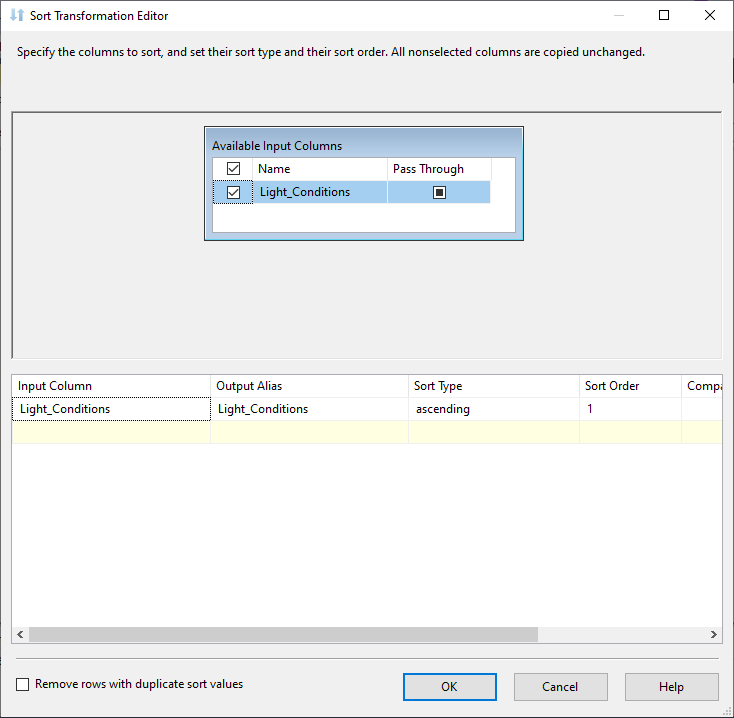 Sort Transformation Editor
Specify the columns to sort, and set their sort type and their sort order. All nonselected columns are copied unchanged.
Available Input Columns
Name Pass Through
Light_Conditions
Input Column Output Alias Sort Type Sort Order Compa
Light_Conditions Light_Conditions ascending 1
Remove rows with duplicate sort values
OK Cancel Help